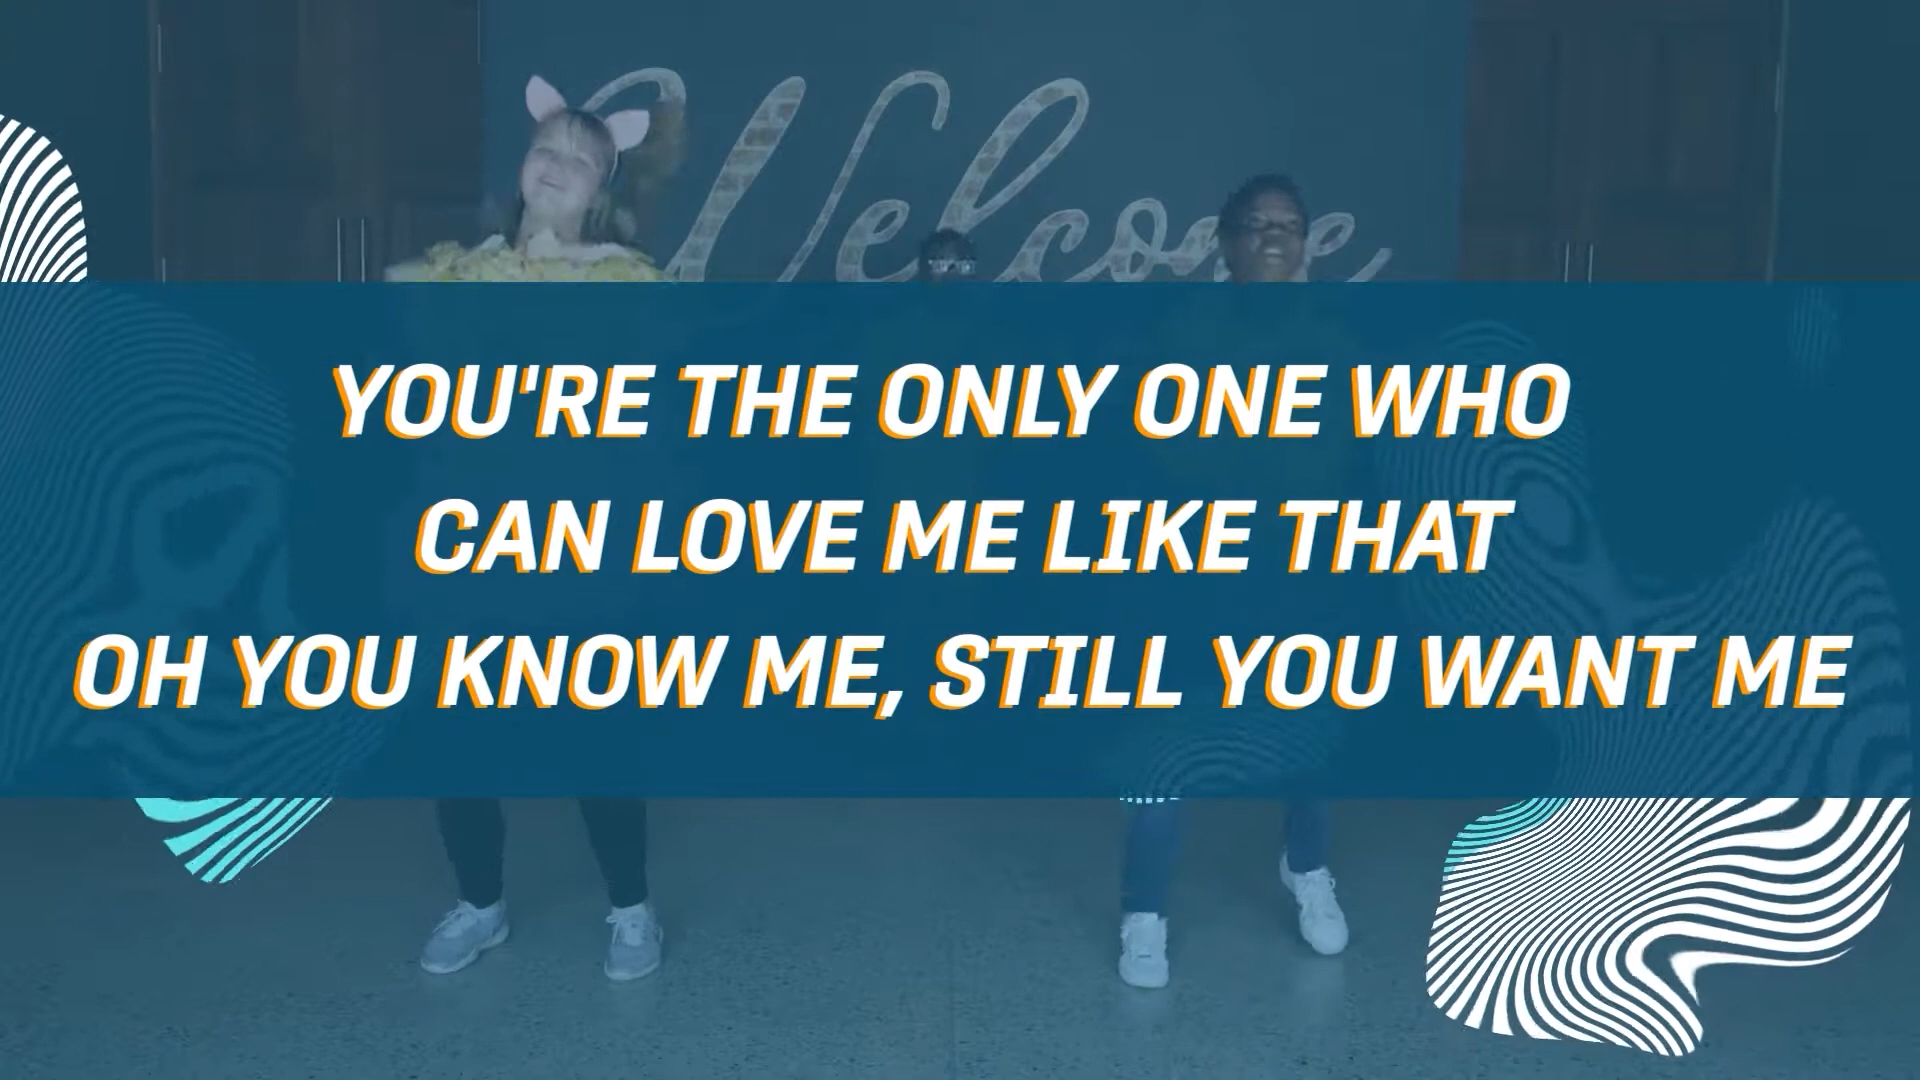 Welcome
YOU'RE THE ONLY ONE WHO
CAN LOVE ME LIKE THAT
OH YOU KNOW ME, STILL YOU WANT ME